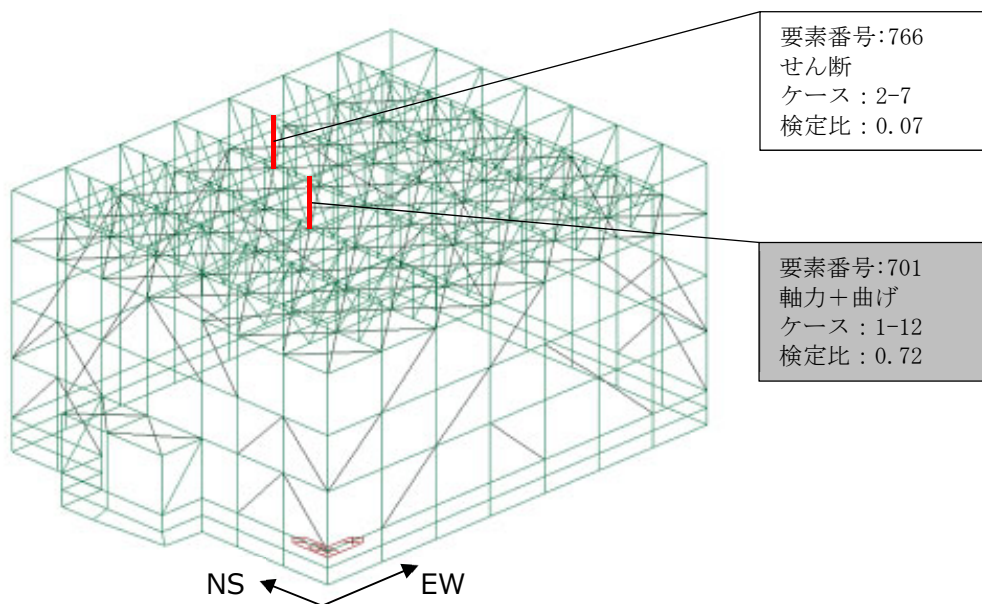 要素番号:766
せん断
ケース：2-7
検定比：0.07
要素番号:701
軸力＋曲げ
ケース：1-12
検定比：0.72
NS
EW